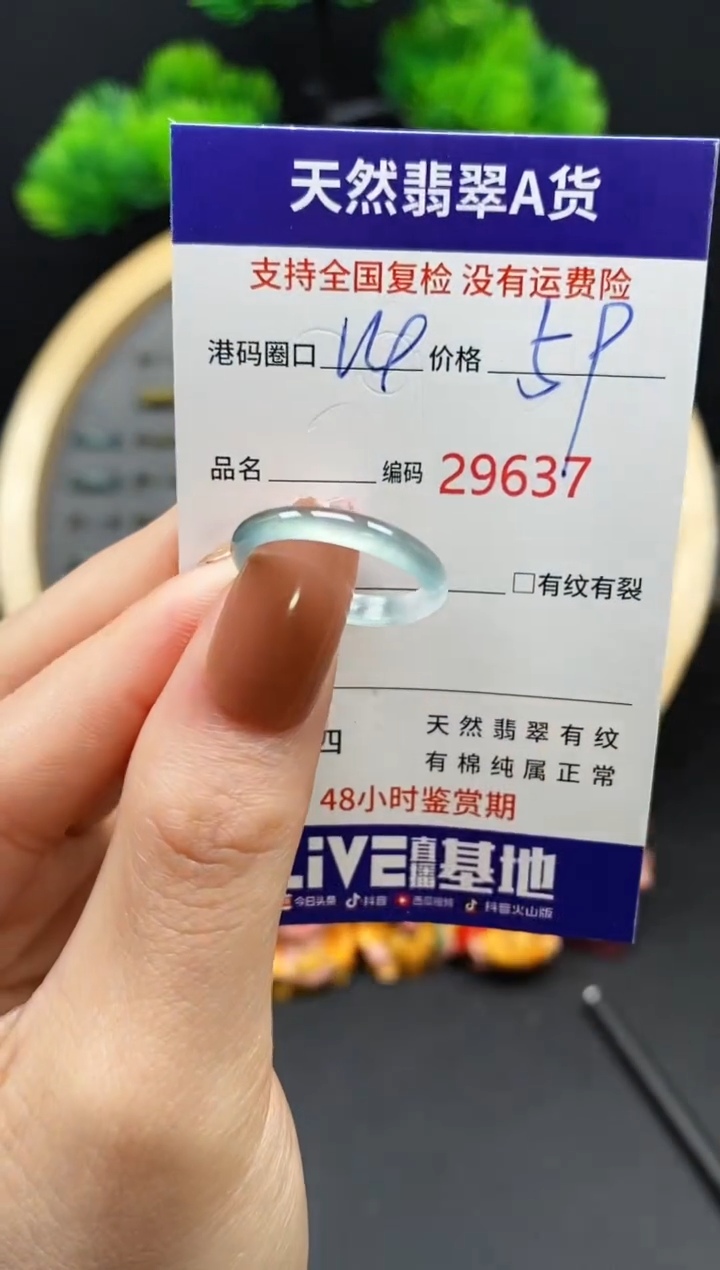 天然翡翠A货
支持全国复检 没有运费险
港码圈口 价格
品名 编码 29637
□有纹有裂
四 天然翡翠有纹
有棉纯属正常
48小时鉴赏期
LiVE直播基地
今日头条 抖音 西瓜视频 抖音火山版